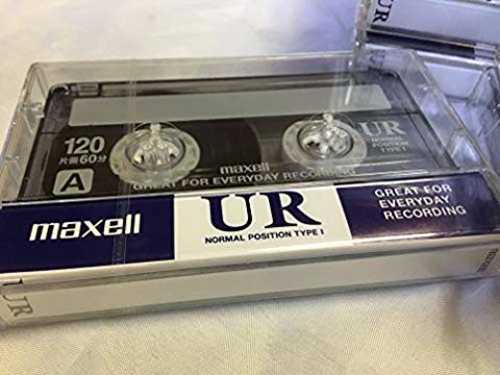 120
片面60分
A
maxell
GREAT FOR EVERYDAY RECORDING
UR
NORMAL POSITION
TYPE I
maxell
UR
NORMAL POSITION TYPE I
GREAT FOR
EVERYDAY
RECORDING
UR
UR